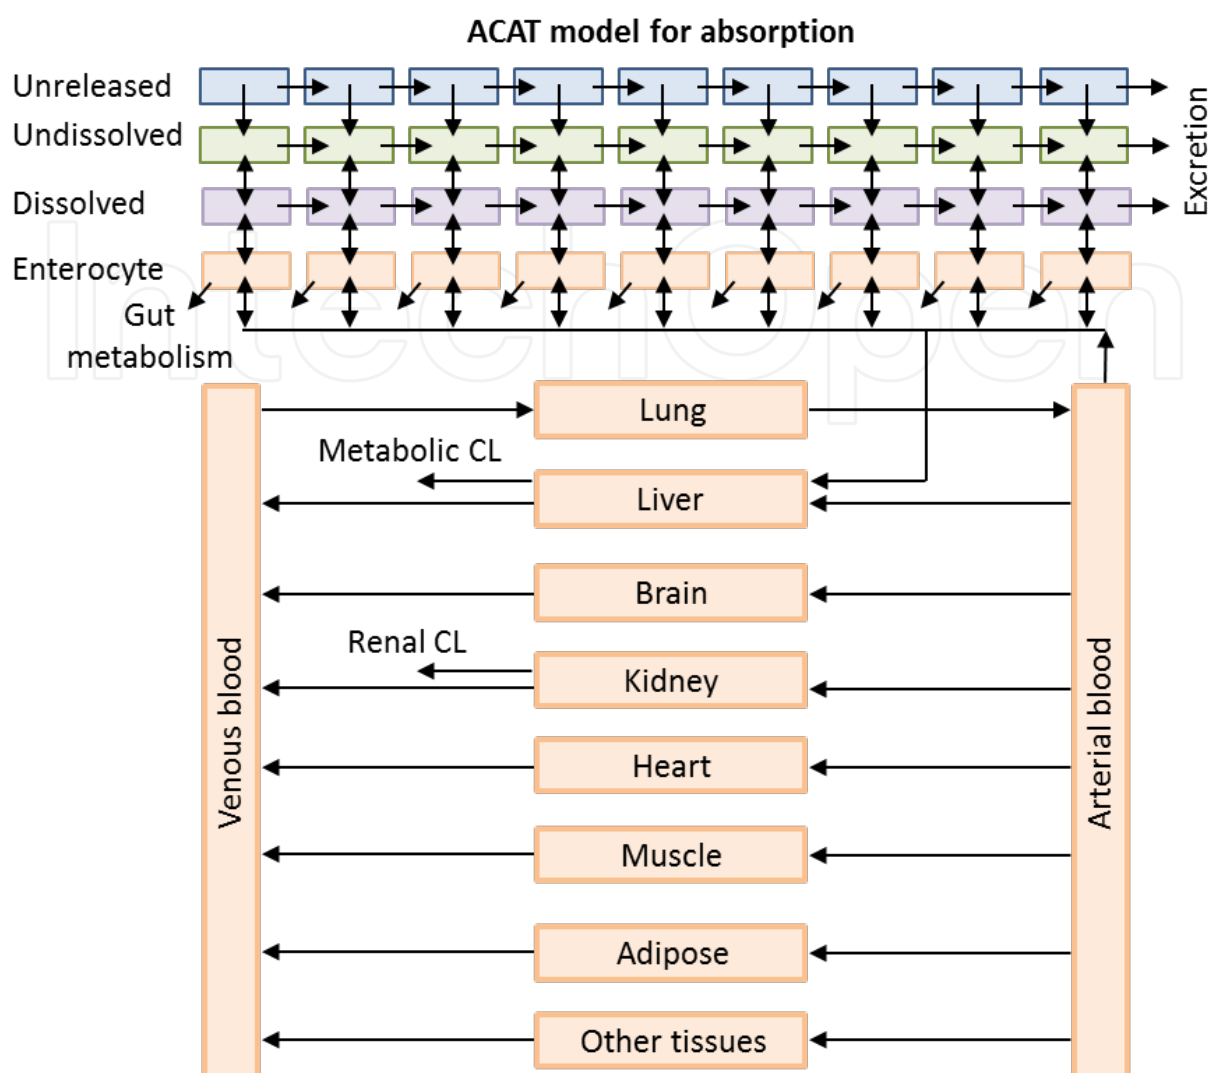 ACAT model for absorption
Unreleased
Undissolved
Dissolved
Enterocyte
Excretion
Gut
metabolism
IntechOpen
Lung
Metabolic CL
Liver
Brain
Renal CL
Kidney
Heart
Muscle
Adipose
Other tissues
Venous blood
Arterial blood